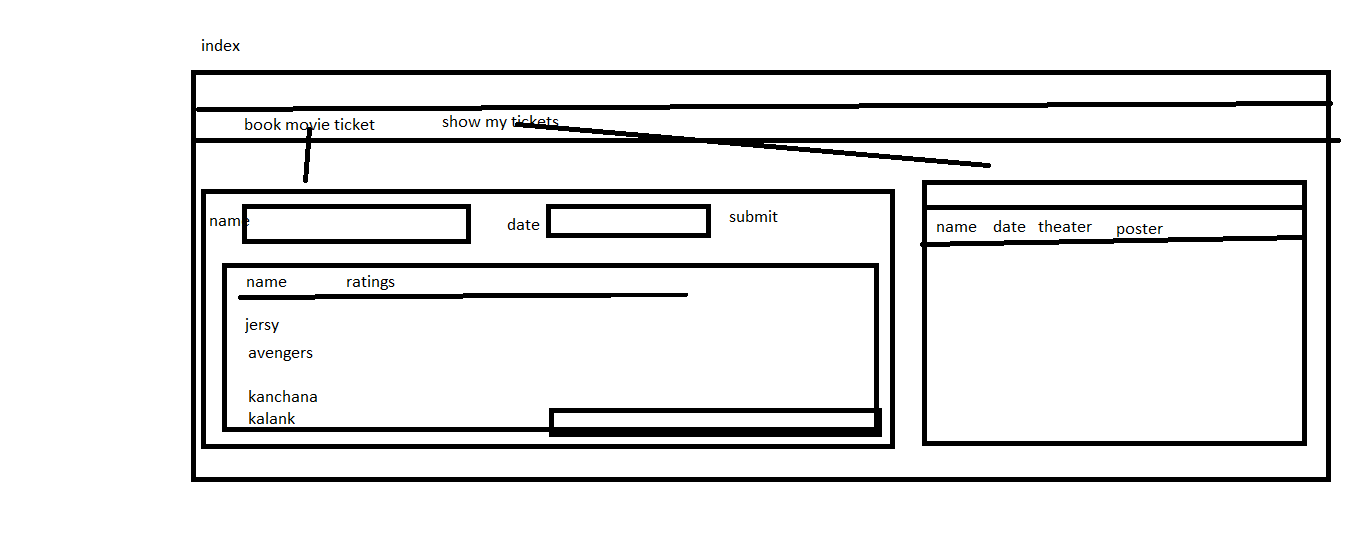 index
book movie ticket show my tickets
name date submit
name date theater poster
name ratings
jersy
avengers
kanchana
kalank